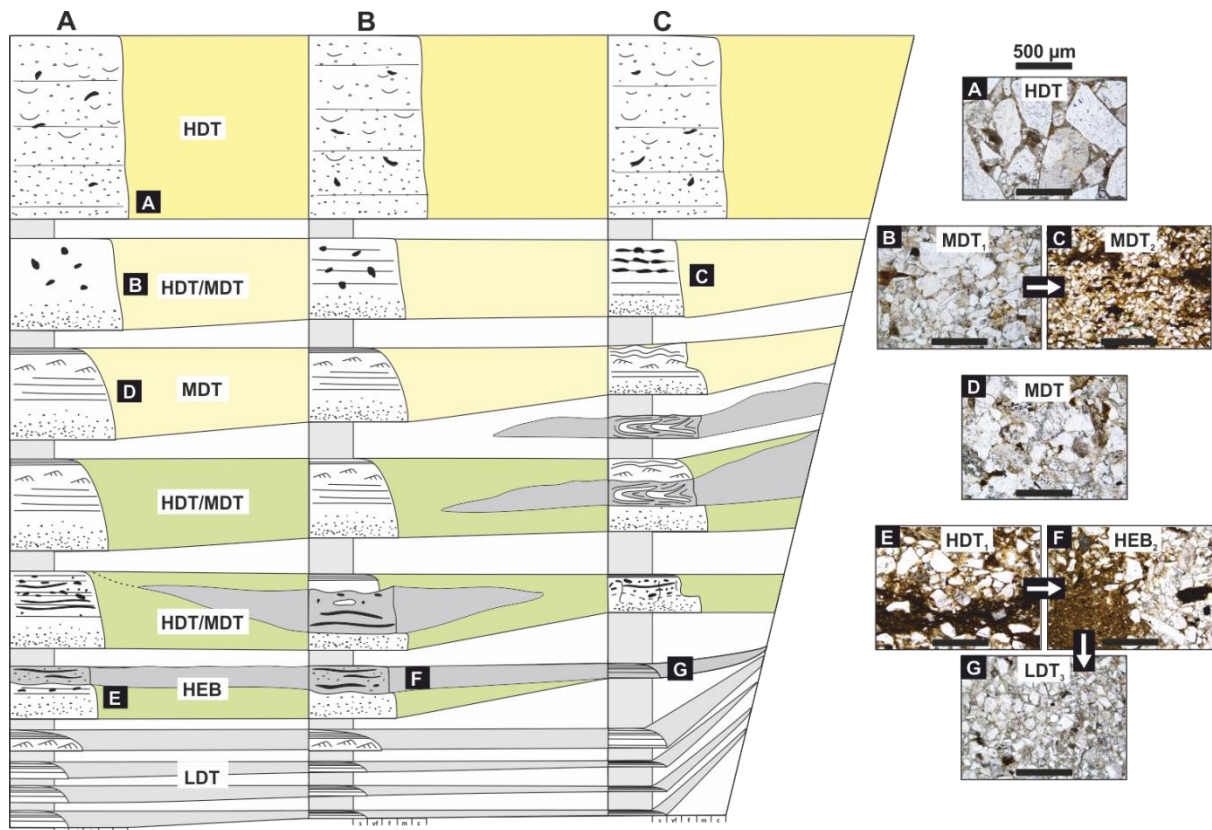 A B C
HDT
A
B
HDT/MDT
C
D
MDT
HDT/MDT
HDT/MDT
E
HEB
F
G
LDT
s vf f m c
s vf f m c
500 µm
A HDT
B MDT1
C MDT2
D MDT
E HDT1
F HEB2
G LDT3